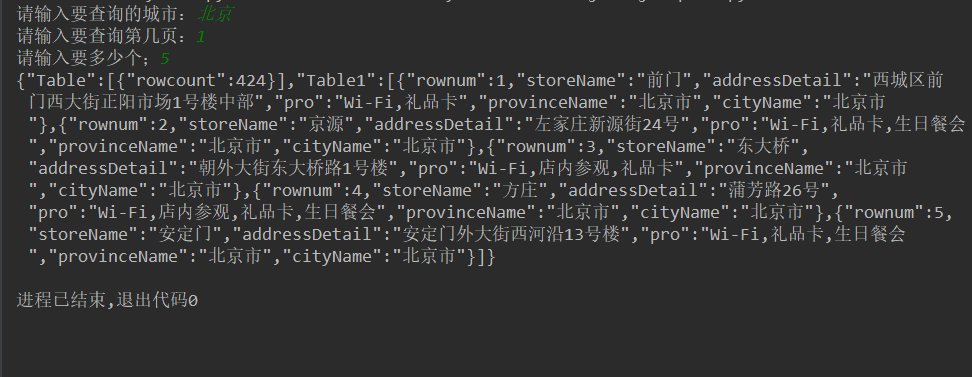 请输入要查询的城市：北京
请输入要查询第几页：1
请输入要多少个；5
{"Table":[{"rowcount":424}],"Table1":[{"rownum":1,"storeName":"前门","addressDetail":"西城区前
门西大街正阳市场1号楼中部","pro":"Wi-Fi,礼品卡","provinceName":"北京市","cityName":"北京市
"},{"rownum":2,"storeName":"京源","addressDetail":"左家庄新源街24号","pro":"Wi-Fi,礼品卡,生日餐会
","provinceName":"北京市","cityName":"北京市"},{"rownum":3,"storeName":"东大桥",
"addressDetail":"朝外大街东大桥路1号楼","pro":"Wi-Fi,店内参观,礼品卡","provinceName":"北京市
","cityName":"北京市"},{"rownum":4,"storeName":"方庄","addressDetail":"蒲芳路26号",
"pro":"Wi-Fi,店内参观,礼品卡,生日餐会","provinceName":"北京市","cityName":"北京市"},{"rownum":5,
"storeName":"安定门","addressDetail":"安定门外大街西河沿13号楼","pro":"Wi-Fi,礼品卡,生日餐会
","provinceName":"北京市","cityName":"北京市"}]}
进程已结束,退出代码0